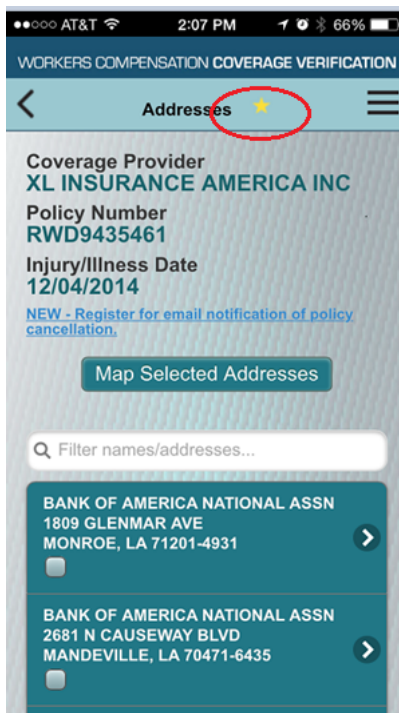 AT&T 2:07 PM 66%
WORKERS COMPENSATION COVERAGE VERIFICATION
Addresses
Coverage Provider
XL INSURANCE AMERICA INC
Policy Number
RWD9435461
Injury/Illness Date
12/04/2014
NEW - Register for email notification of policy
cancellation.
Map Selected Addresses
Filter names/addresses...
BANK OF AMERICA NATIONAL ASSN
1809 GLENMAR AVE
MONROE, LA 71201-4931
BANK OF AMERICA NATIONAL ASSN
2681 N CAUSEWAY BLVD
MANDEVILLE, LA 70471-6435